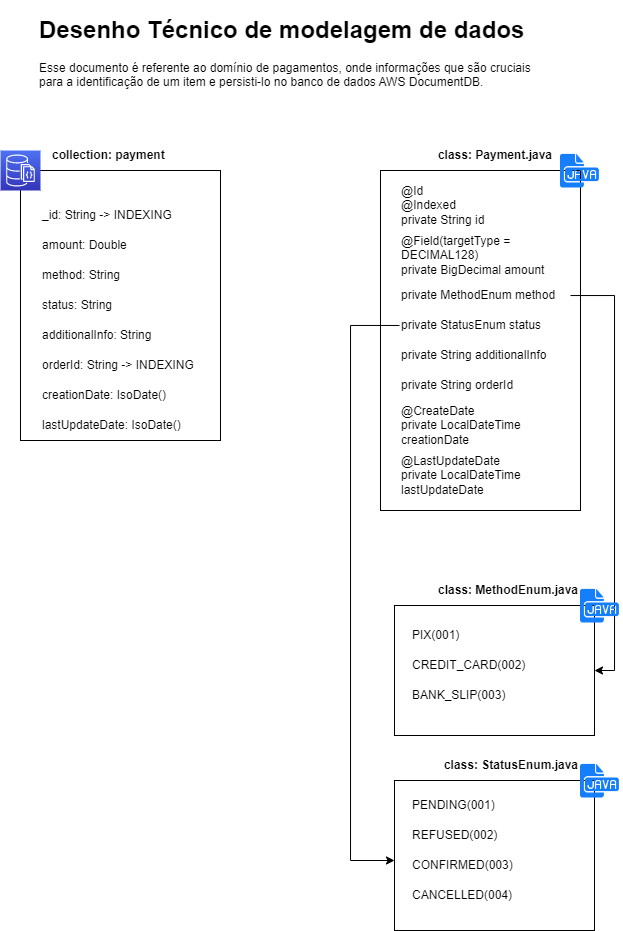 Desenho Técnico de modelagem de dados
Esse documento é referente ao domínio de pagamentos, onde informações que são cruciais
para a identificação de um item e persisti-lo no banco de dados AWS DocumentDB.
collection: payment
_id: String -> INDEXING
amount: Double
method: String
status: String
additionalInfo: String
orderId: String -> INDEXING
creationDate: IsoDate()
lastUpdateDate: IsoDate()
class: Payment.java
JAVA
@Id
@Indexed
private String id
@Field(targetType =
DECIMAL128)
private BigDecimal amount
private MethodEnum method
private StatusEnum status
private String additionalInfo
private String orderId
@CreateDate
private LocalDateTime
creationDate
@LastUpdateDate
private LocalDateTime
lastUpdateDate
class: MethodEnum.java
JAVA
PIX(001)
CREDIT_CARD(002)
BANK_SLIP(003)
class: StatusEnum.java
JAVA
PENDING(001)
REFUSED(002)
CONFIRMED(003)
CANCELLED(004)